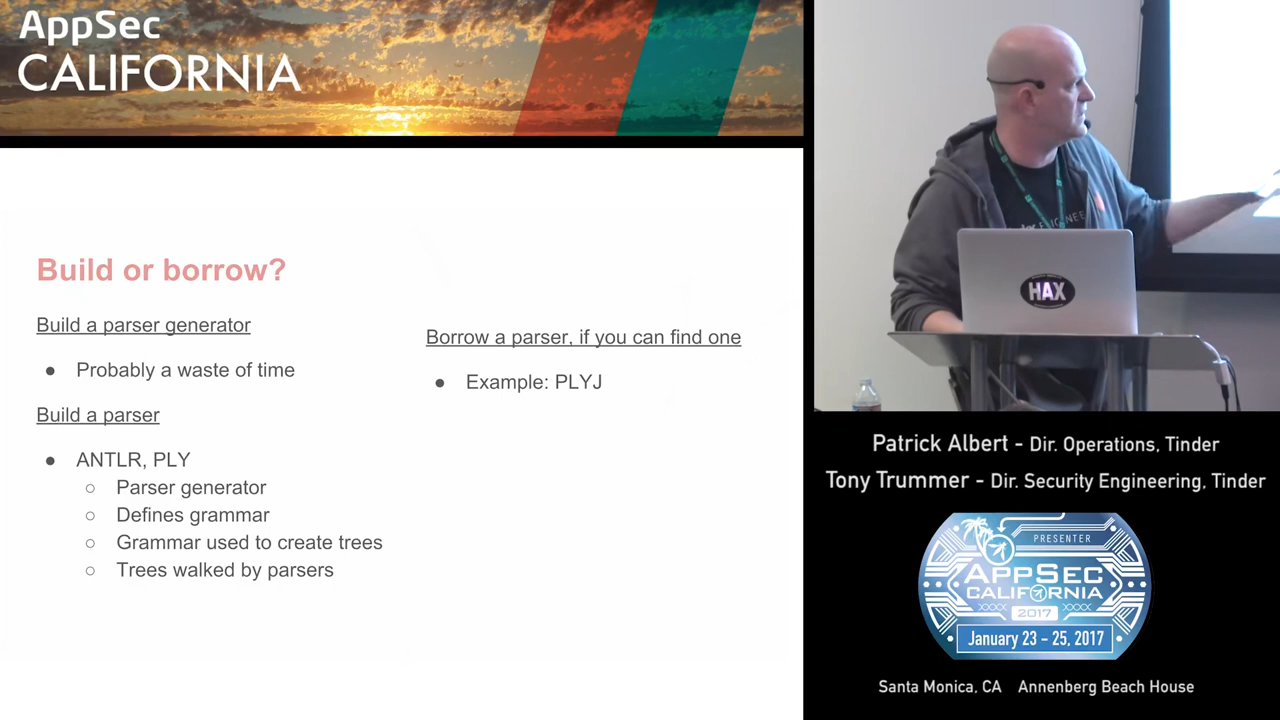 AppSec
CALIFORNIA
Build or borrow?
Build a parser generator
● Probably a waste of time
Build a parser
● ANTLR, PLY
○ Parser generator
○ Defines grammar
○ Grammar used to create trees
○ Trees walked by parsers
Borrow a parser, if you can find one
● Example: PLYJ
HAX
Patrick Albert - Dir. Operations, Tinder
Tony Trummer - Dir. Security Engineering, Tinder
PRESENTER
APPSEC
CALIFORNIA
2017
January 23 - 25, 2017
Santa Monica, CA Annenberg Beach House